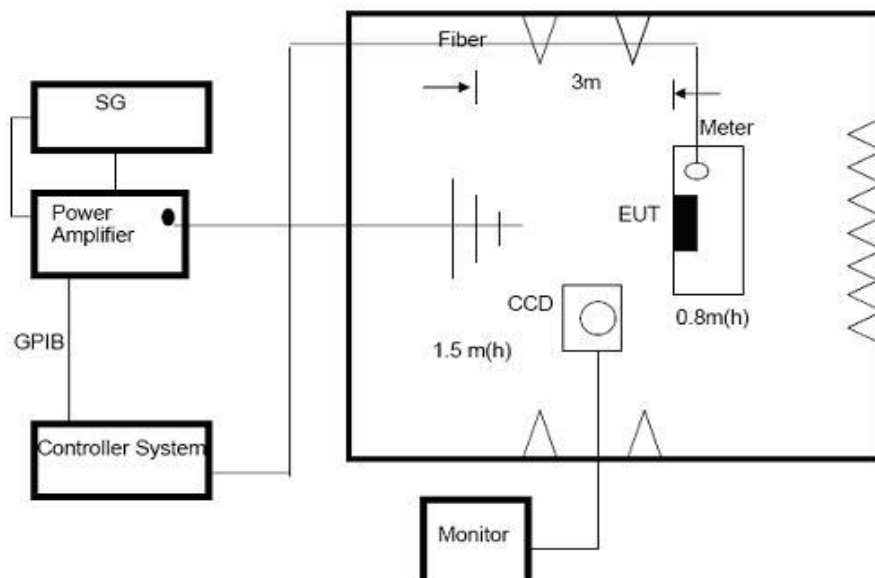 Fiber
3m
SG
Meter
Power
Amplifier
EUT
CCD
0.8m(h)
GPIB
1.5 m(h)
Controller System
Monitor